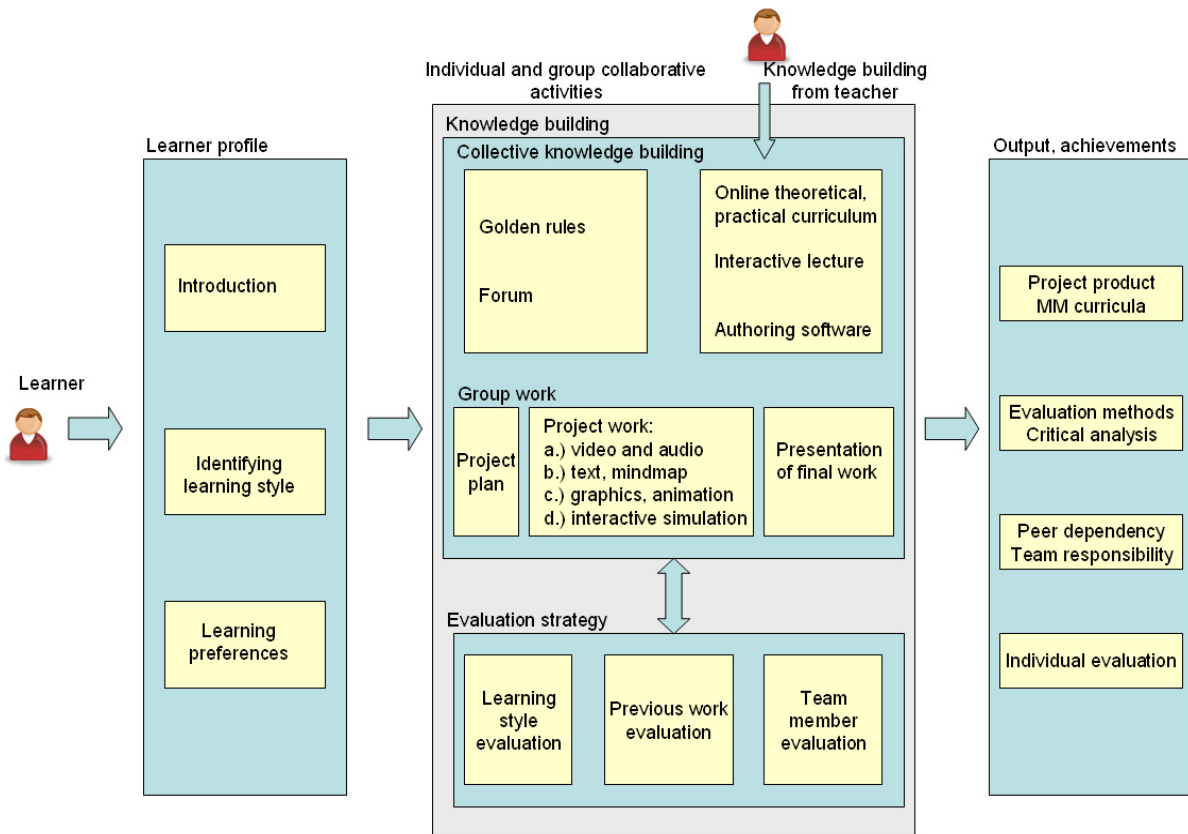 Individual and group collaborative
activities
Knowledge building
from teacher
Learner
Learner profile
Introduction
Identifying
learning style
Learning
preferences
Knowledge building
Collective knowledge building
Golden rules
Forum
Online theoretical,
practical curriculum
Interactive lecture
Authoring software
Group work
Project
plan
Project work:
a.) video and audio
b.) text, mindmap
c.) graphics, animation
d.) interactive simulation
Presentation
of final work
Evaluation strategy
Learning
style
evaluation
Previous work
evaluation
Team
member
evaluation
Output, achievements
Project product
MM curricula
Evaluation methods
Critical analysis
Peer dependency
Team responsibility
Individual evaluation